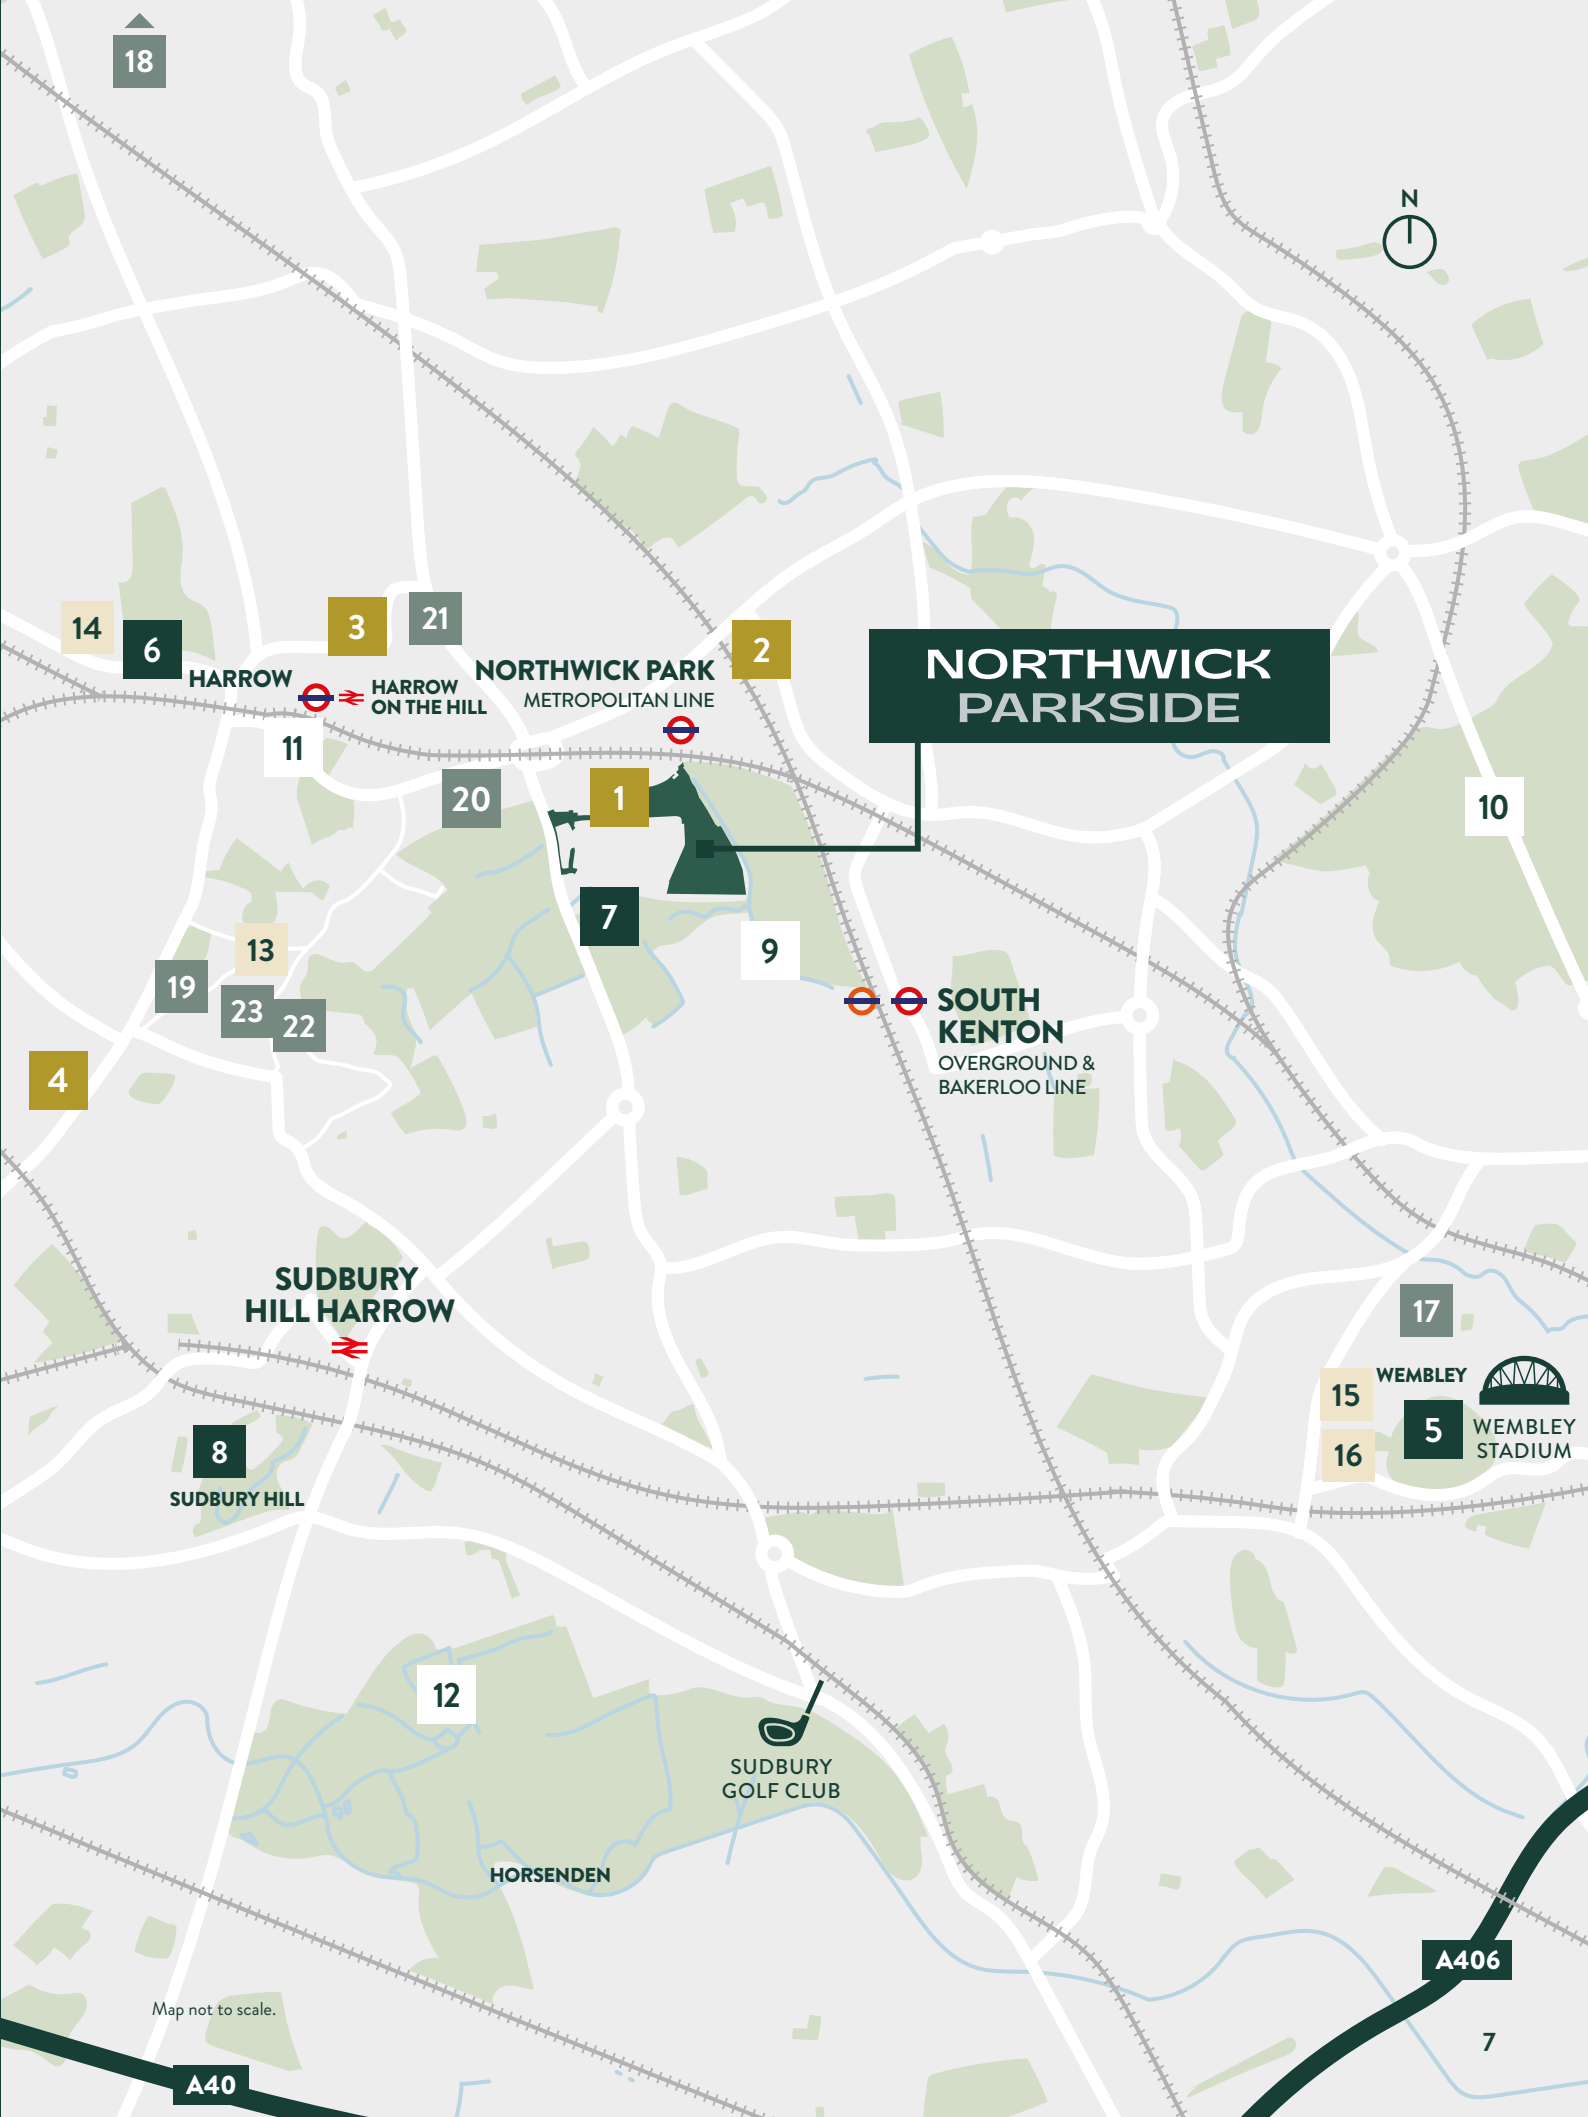 18
N
14
6
3
21
2
HARROW
HARROW
ON THE HILL
NORTHWICK PARK
METROPOLITAN LINE
NORTHWICK
PARKSIDE
11
20
1
10
7
9
13
19
23
22
SOUTH
KENTON
OVERGROUND &
BAKERLOO LINE
4
SUDBURY
HILL HARROW
17
15
WEMBLEY
5
WEMBLEY
STADIUM
16
8
SUDBURY HILL
12
SUDBURY
GOLF CLUB
HORSENDEN
A406
Map not to scale.
7
A40